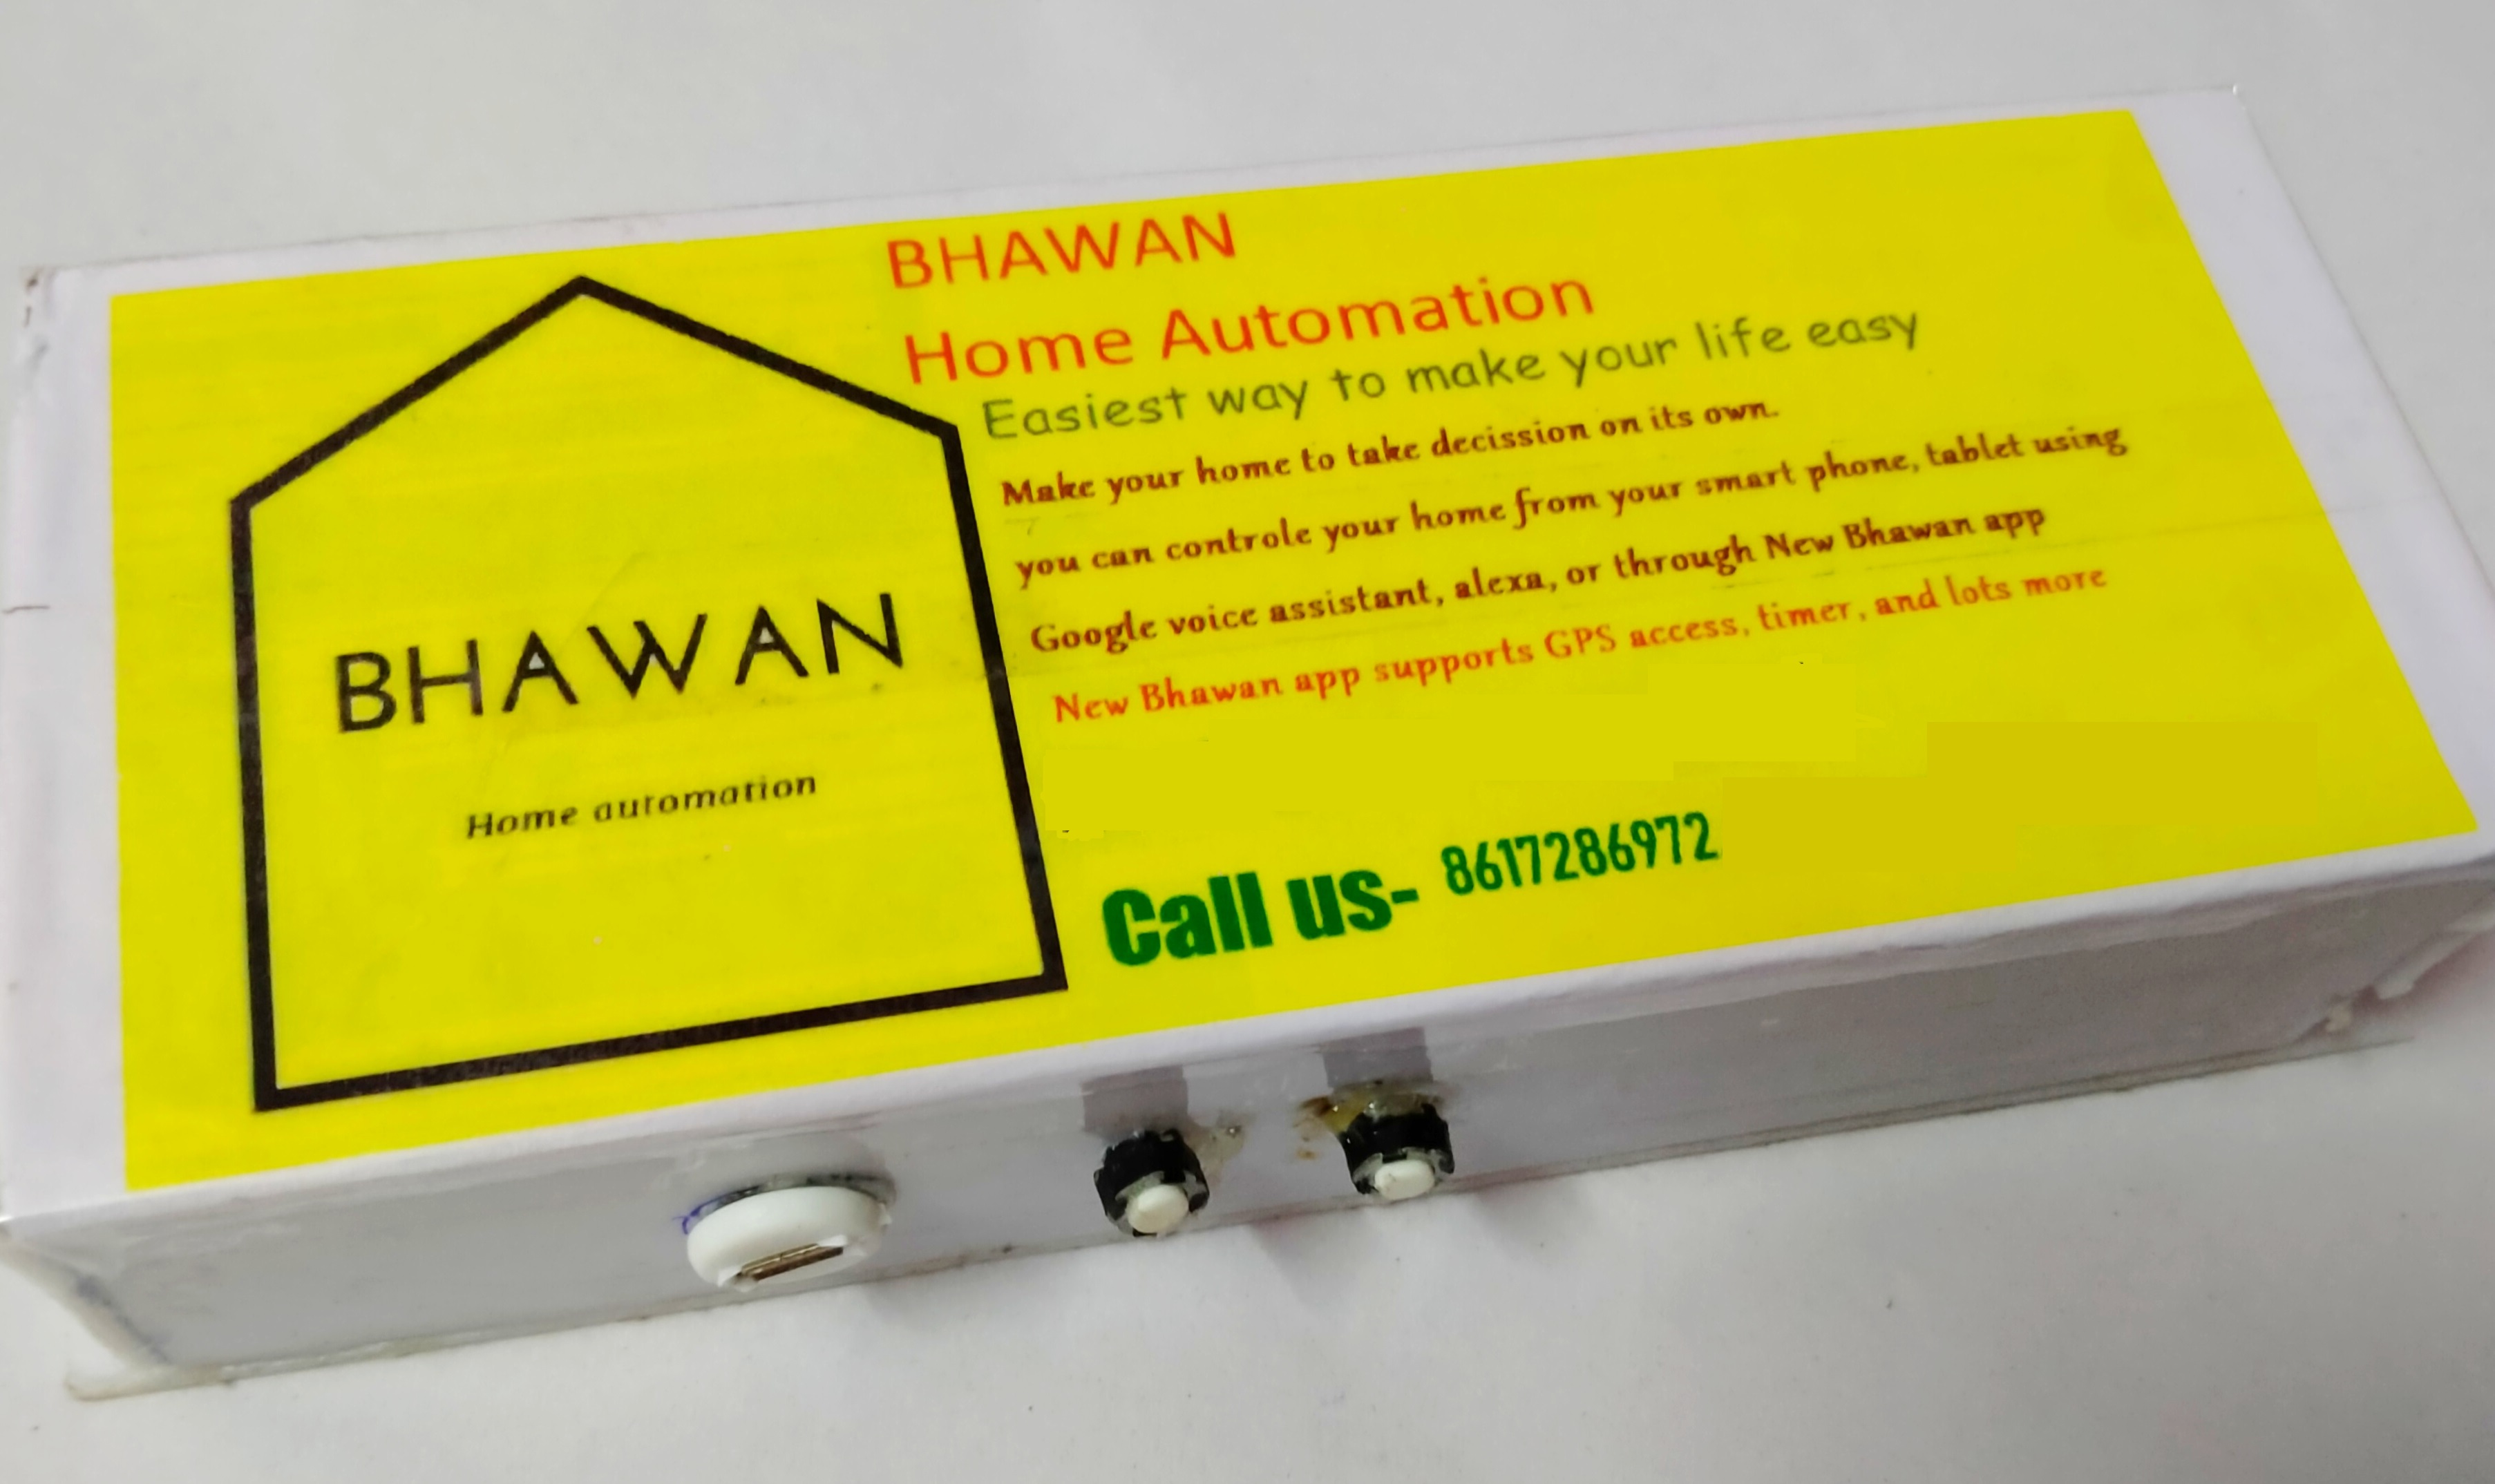 BHAWAN
Home automation
BHAWAN
Home Automation
Easiest way to make your life easy
Make your home to take decission on its own.
you can controle your home from your smart phone, tablet using
Google voice assistant, alexa, or through New Bhawan app
New Bhawan app supports GPS access, timer, and lots more
Call us- 8617286972